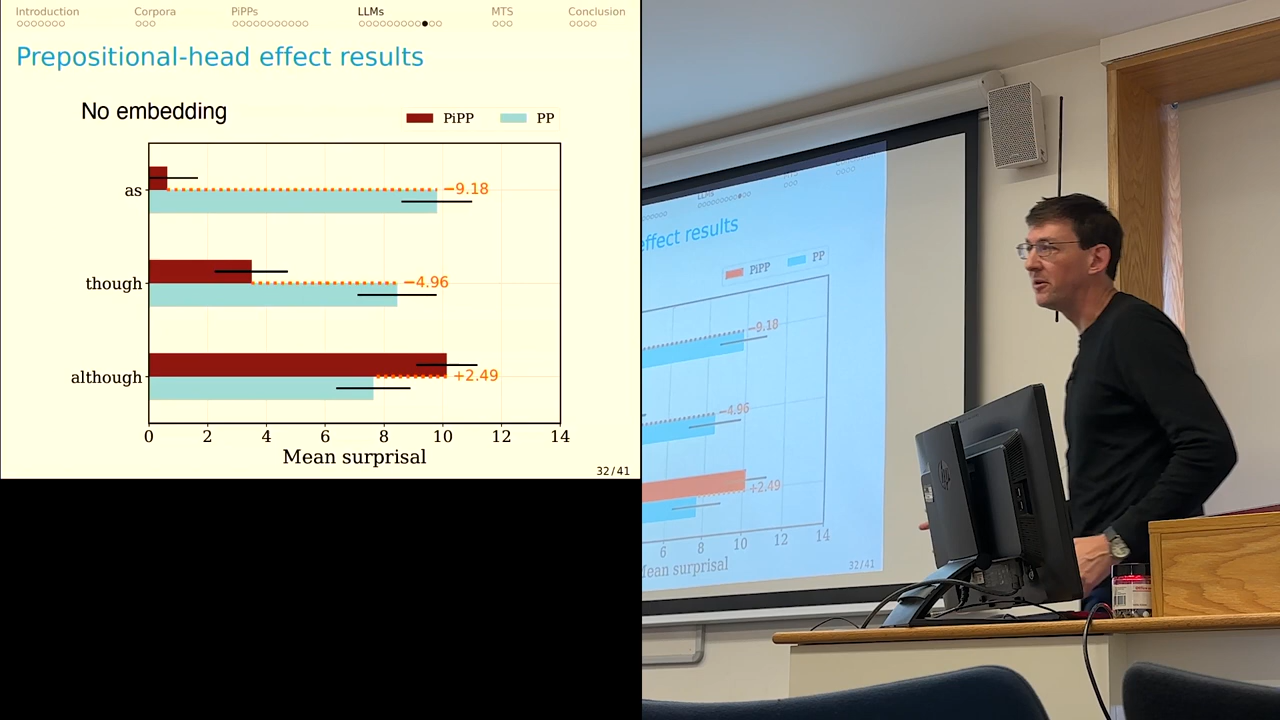 Introduction Corpora PiPPs LLMs MTS Conclusion
Prepositional-head effect results
No embedding
PiPP PP
as −9.18
though −4.96
although +2.49
0 2 4 6 8 10 12 14
Mean surprisal
32/41
effect results
PiPP PP
−9.18
−4.96
+2.49
6 8 10 12 14
Mean surprisal
32/41
hp